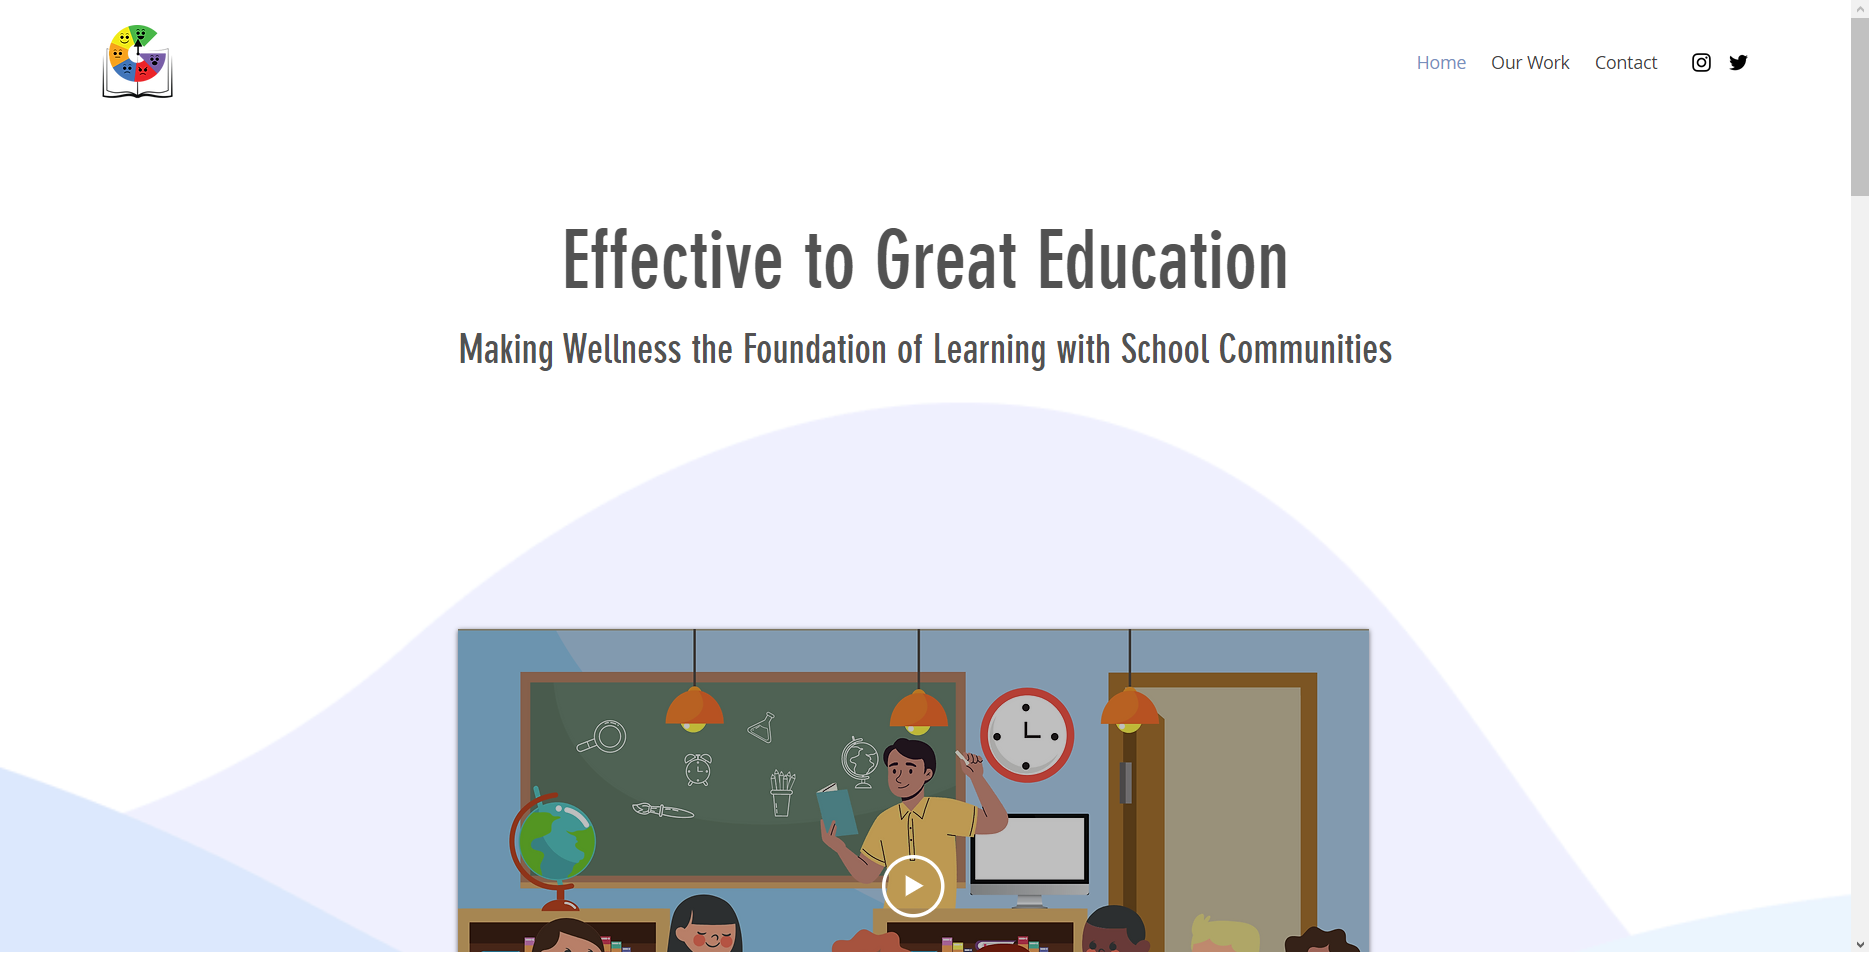 Home Our Work Contact
Effective to Great Education
Making Wellness the Foundation of Learning with School Communities